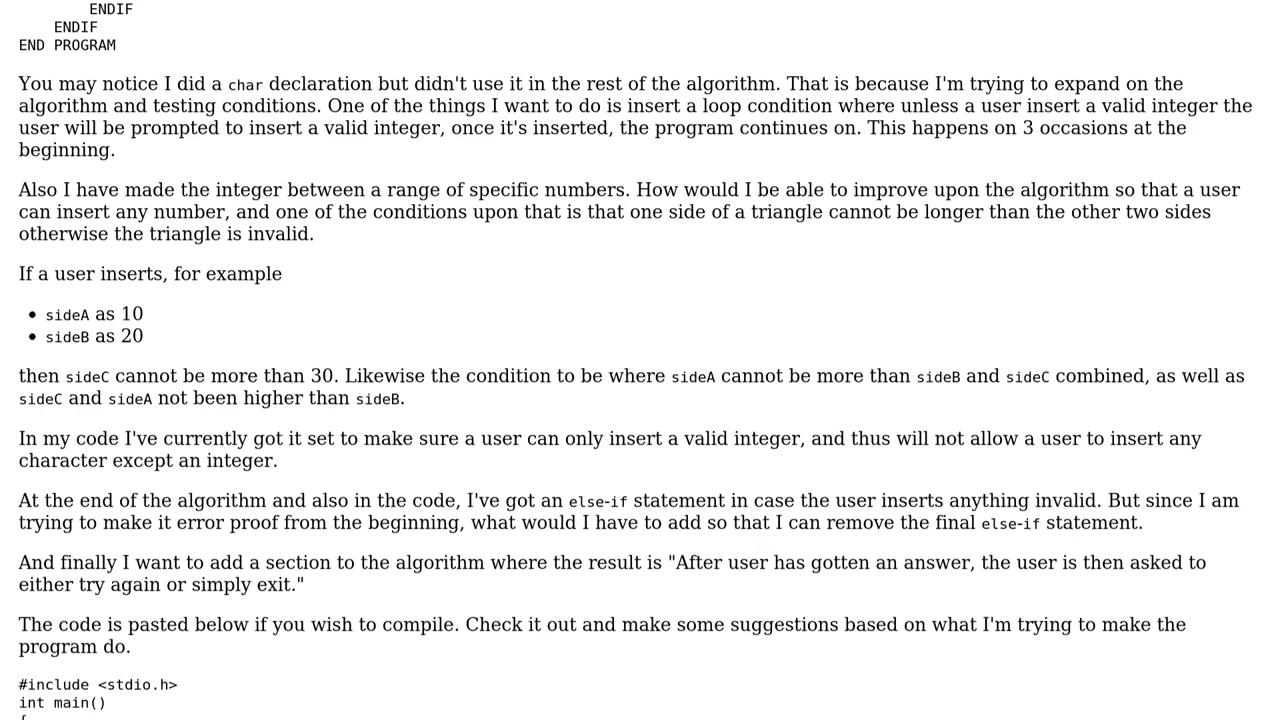 ENDIF
ENDIF
END PROGRAM
You may notice I did a char declaration but didn't use it in the rest of the algorithm. That is because I'm trying to expand on the
algorithm and testing conditions. One of the things I want to do is insert a loop condition where unless a user insert a valid integer the
user will be prompted to insert a valid integer, once it's inserted, the program continues on. This happens on 3 occasions at the
beginning.
Also I have made the integer between a range of specific numbers. How would I be able to improve upon the algorithm so that a user
can insert any number, and one of the conditions upon that is that one side of a triangle cannot be longer than the other two sides
otherwise the triangle is invalid.
If a user inserts, for example
• sideA as 10
• sideB as 20
then sideC cannot be more than 30. Likewise the condition to be where sideA cannot be more than sideB and sideC combined, as well as
sideC and sideA not been higher than sideB.
In my code I've currently got it set to make sure a user can only insert a valid integer, and thus will not allow a user to insert any
character except an integer.
At the end of the algorithm and also in the code, I've got an else-if statement in case the user inserts anything invalid. But since I am
trying to make it error proof from the beginning, what would I have to add so that I can remove the final else-if statement.
And finally I want to add a section to the algorithm where the result is "After user has gotten an answer, the user is then asked to
either try again or simply exit."
The code is pasted below if you wish to compile. Check it out and make some suggestions based on what I'm trying to make the
program do.
#include <stdio.h>
int main()
{